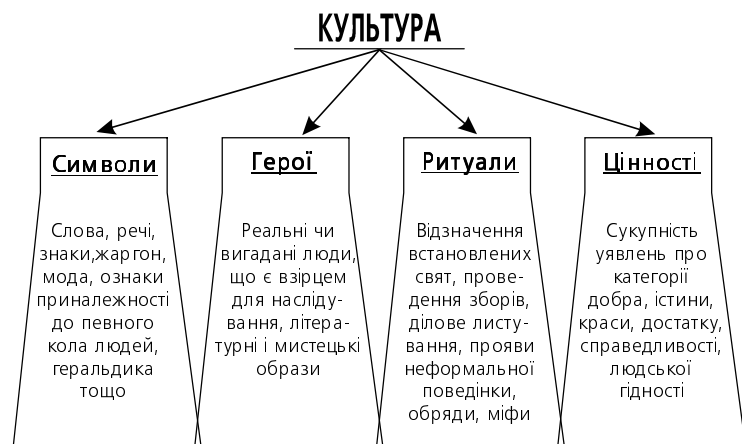 КУЛЬТУРА
Символи
Слова, речі,
знаки,жаргон,
мода, ознаки
приналежності
до певного
кола людей,
геральдика
тощо
Герої
Реальні чи
вигадані люди,
що є взірцем
для насліду-
вання, літера-
турні і мистецькі
образи
Ритуали
Відзначення
встановлених
свят, прове-
дення зборів,
ділове листу-
вання, прояви
неформальної
поведінки,
обряди, міфи
Цінності
Сукупність
уявлень про
категорії
добра, істини,
краси, достатку,
справедливості,
людської
гідності